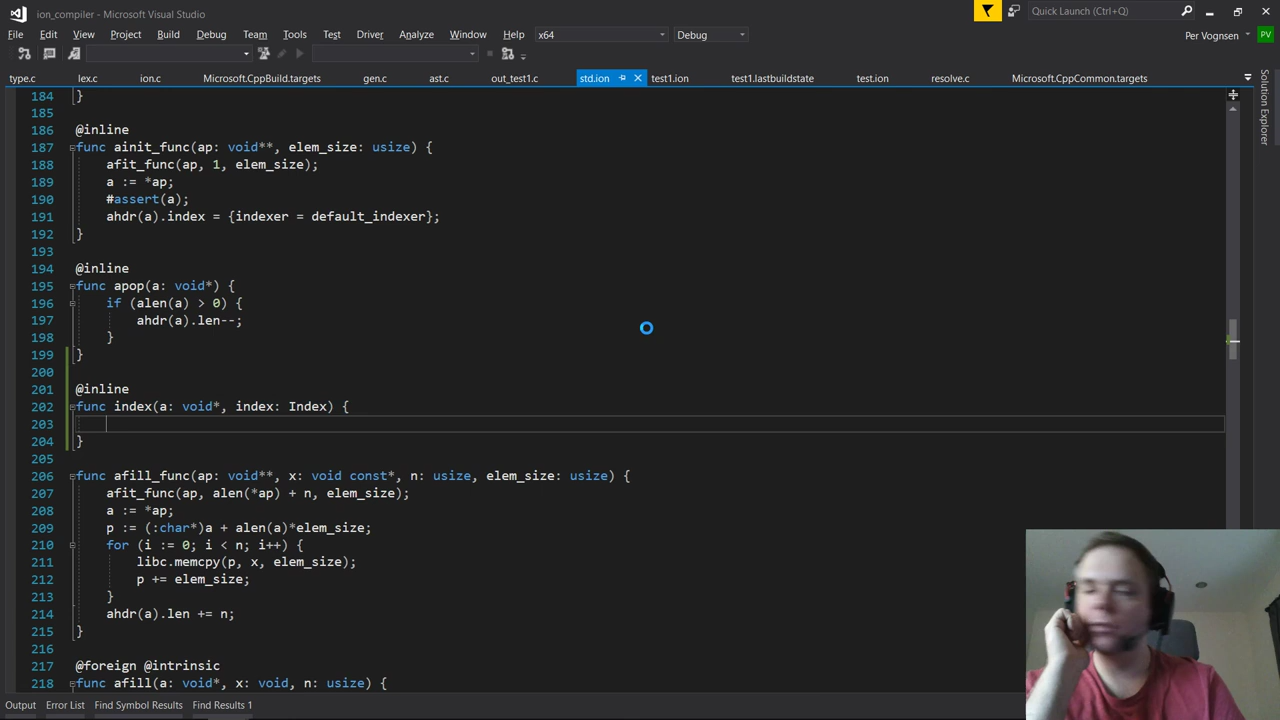 ion_compiler - Microsoft Visual Studio
Quick Launch (Ctrl+Q)
File Edit View Project Build Debug Team Tools Test Driver Analyze Window Help x64 Debug Per Vognsen PV
type.c lex.c ion.c Microsoft.CppBuild.targets gen.c ast.c out_test1.c std.ion test1.ion test1.lastbuildstate test.ion resolve.c Microsoft.CppCommon.targets
Solution Explorer
184 }
185
186 @inline
187 func ainit_func(ap: void**, elem_size: usize) {
188 afit_func(ap, 1, elem_size);
189 a := *ap;
190 #assert(a);
191 ahdr(a).index = {indexer = default_indexer};
192 }
193
194 @inline
195 func apop(a: void*) {
196 if (alen(a) > 0) {
197 ahdr(a).len--;
198 }
199 }
200
201 @inline
202 func index(a: void*, index: Index) {
203
204 }
205
206 func afill_func(ap: void**, x: void const*, n: usize, elem_size: usize) {
207 afit_func(ap, alen(*ap) + n, elem_size);
208 a := *ap;
209 p := (:char*)a + alen(a)*elem_size;
210 for (i := 0; i < n; i++) {
211 libc.memcpy(p, x, elem_size);
212 p += elem_size;
213 }
214 ahdr(a).len += n;
215 }
216
217 @foreign @intrinsic
218 func afill(a: void*, x: void, n: usize) {
Output Error List Find Symbol Results Find Results 1